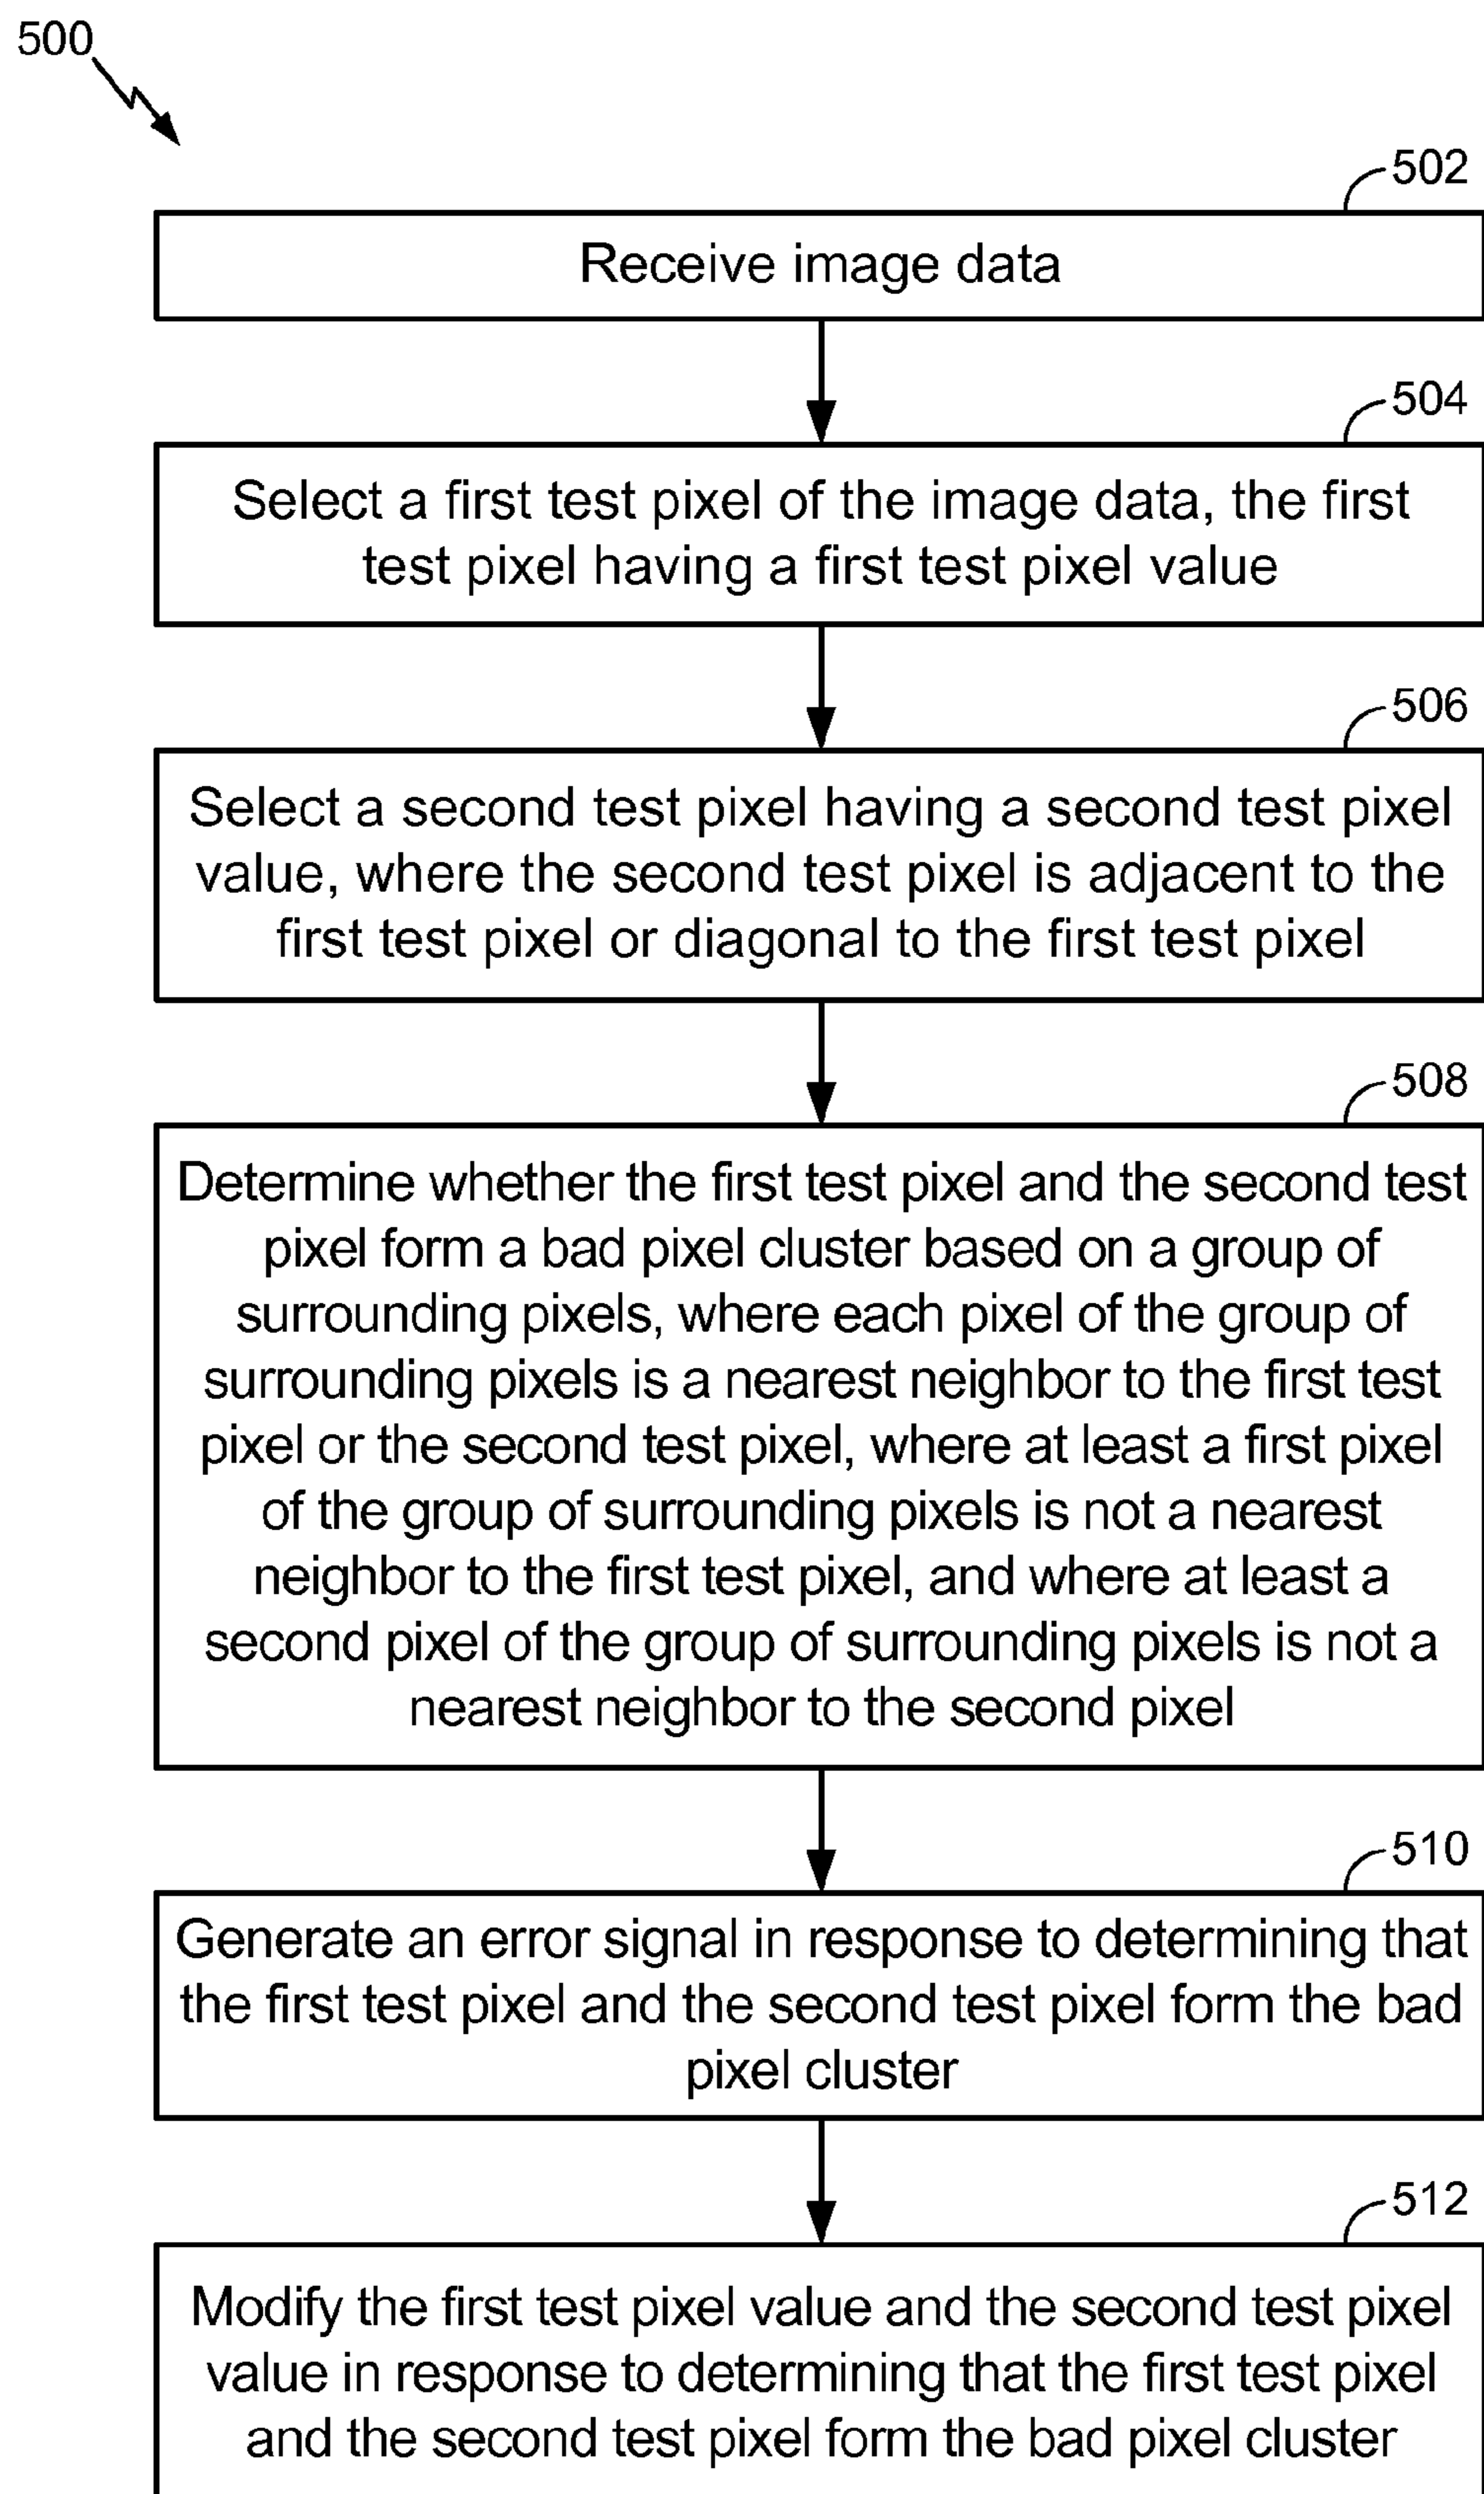 500
502
Receive image data
504
Select a first test pixel of the image data, the first
test pixel having a first test pixel value
506
Select a second test pixel having a second test pixel
value, where the second test pixel is adjacent to the
first test pixel or diagonal to the first test pixel
508
Determine whether the first test pixel and the second test
pixel form a bad pixel cluster based on a group of
surrounding pixels, where each pixel of the group of
surrounding pixels is a nearest neighbor to the first test
pixel or the second test pixel, where at least a first pixel
of the group of surrounding pixels is not a nearest
neighbor to the first test pixel, and where at least a
second pixel of the group of surrounding pixels is not a
nearest neighbor to the second pixel
510
Generate an error signal in response to determining that
the first test pixel and the second test pixel form the bad
pixel cluster
512
Modify the first test pixel value and the second test pixel
value in response to determining that the first test pixel
and the second test pixel form the bad pixel cluster